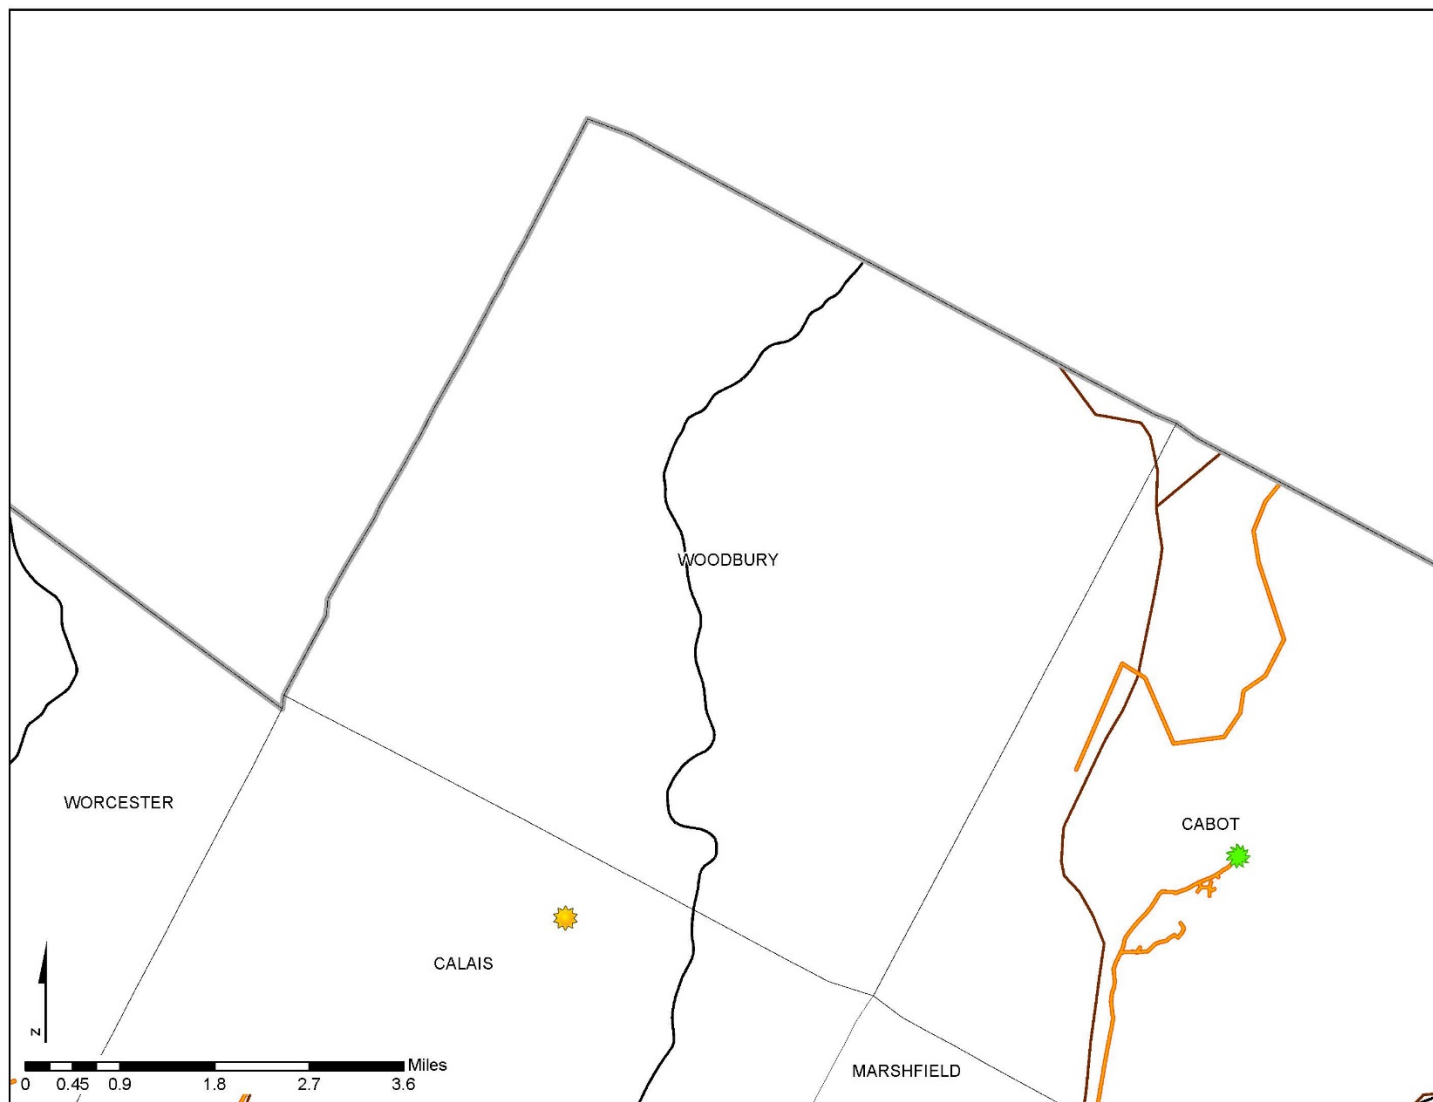 WOODBURY
WORCESTER
CABOT
CALAIS
Z
Miles
0 0.45 0.9 1.8 2.7 3.6
MARSHFIELD